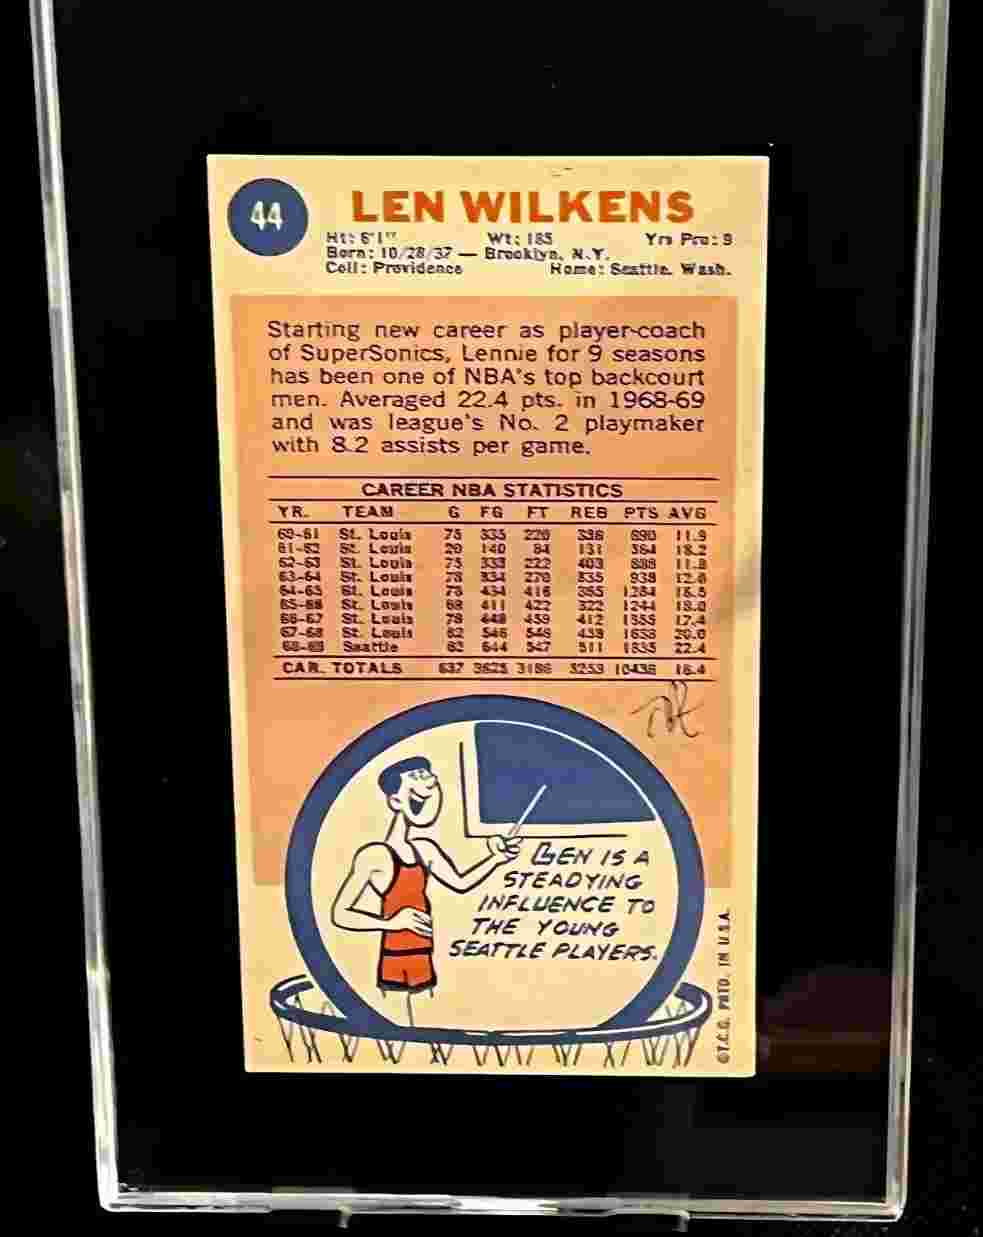 44
LEN WILKENS
Ht: 6'1" Wt: 185 Yrs Pro: 9
Born: 10/28/37 — Brooklyn, N.Y.
Coll: Providence Home: Seattle, Wash.
Starting new career as player-coach
of SuperSonics, Lennie for 9 seasons
has been one of NBA's top backcourt
men. Averaged 22.4 pts. in 1968-69
and was league's No. 2 playmaker
with 8.2 assists per game.
CAREER NBA STATISTICS
YR. TEAM G FG FT REB PTS AVG
60-61 St. Louis 75 335 220 690 11.9
61-62 St. Louis 20 140 84 131 364 18.2
62-63 St. Louis 75 333 222 403 888 11.8
63-64 St. Louis 78 334 270 335 938 12.0
64-65 St. Louis 78 434 416 365 1284 16.5
65-66 St. Louis 69 411 422 322 1244 18.0
66-67 St. Louis 78 448 459 412 1355 17.4
67-68 St. Louis 82 546 546 438 1638 20.0
68-69 Seattle 82 644 547 511 1835 22.4
CAR. TOTALS 637 3625 3186 3253 10436 16.4
LEN IS A
STEADYING
INFLUENCE TO
THE YOUNG
SEATTLE PLAYERS.
©T.C.G. PRTD. IN U.S.A.